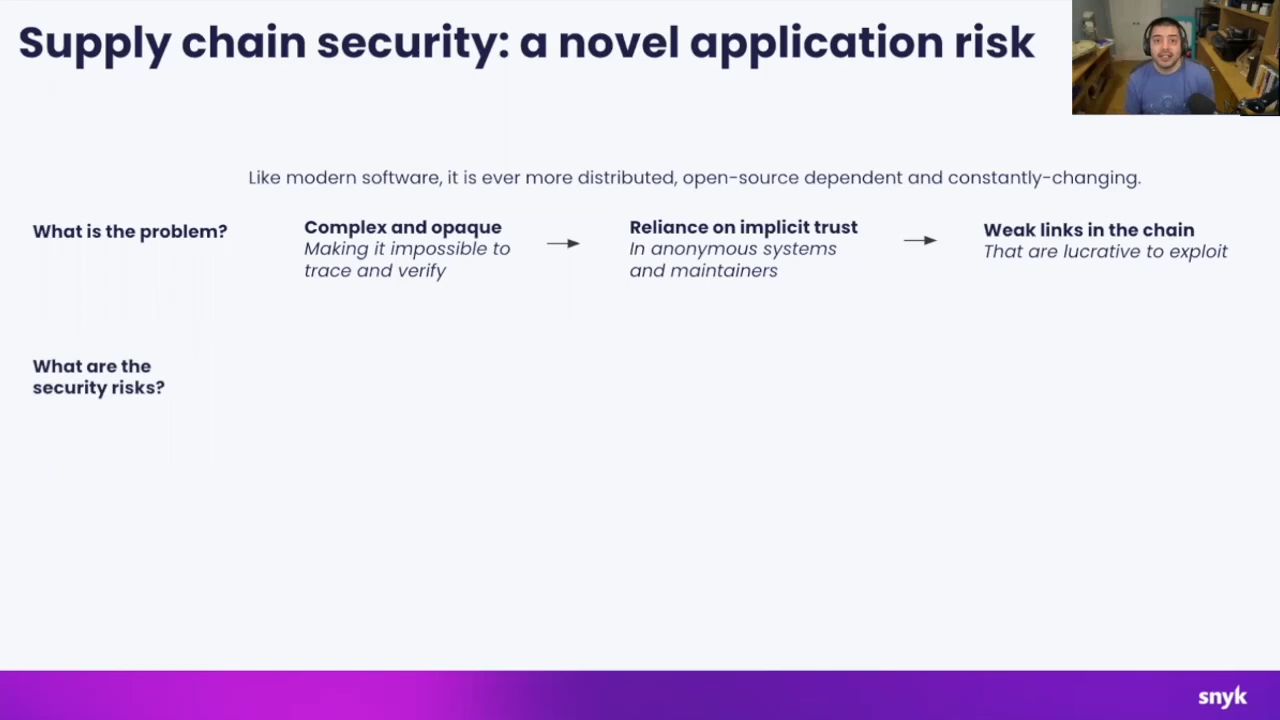 Supply chain security: a novel application risk
Like modern software, it is ever more distributed, open-source dependent and constantly-changing.
What is the problem?
Complex and opaque
Making it impossible to
trace and verify
Reliance on implicit trust
In anonymous systems
and maintainers
Weak links in the chain
That are lucrative to exploit
What are the
security risks?
snyk